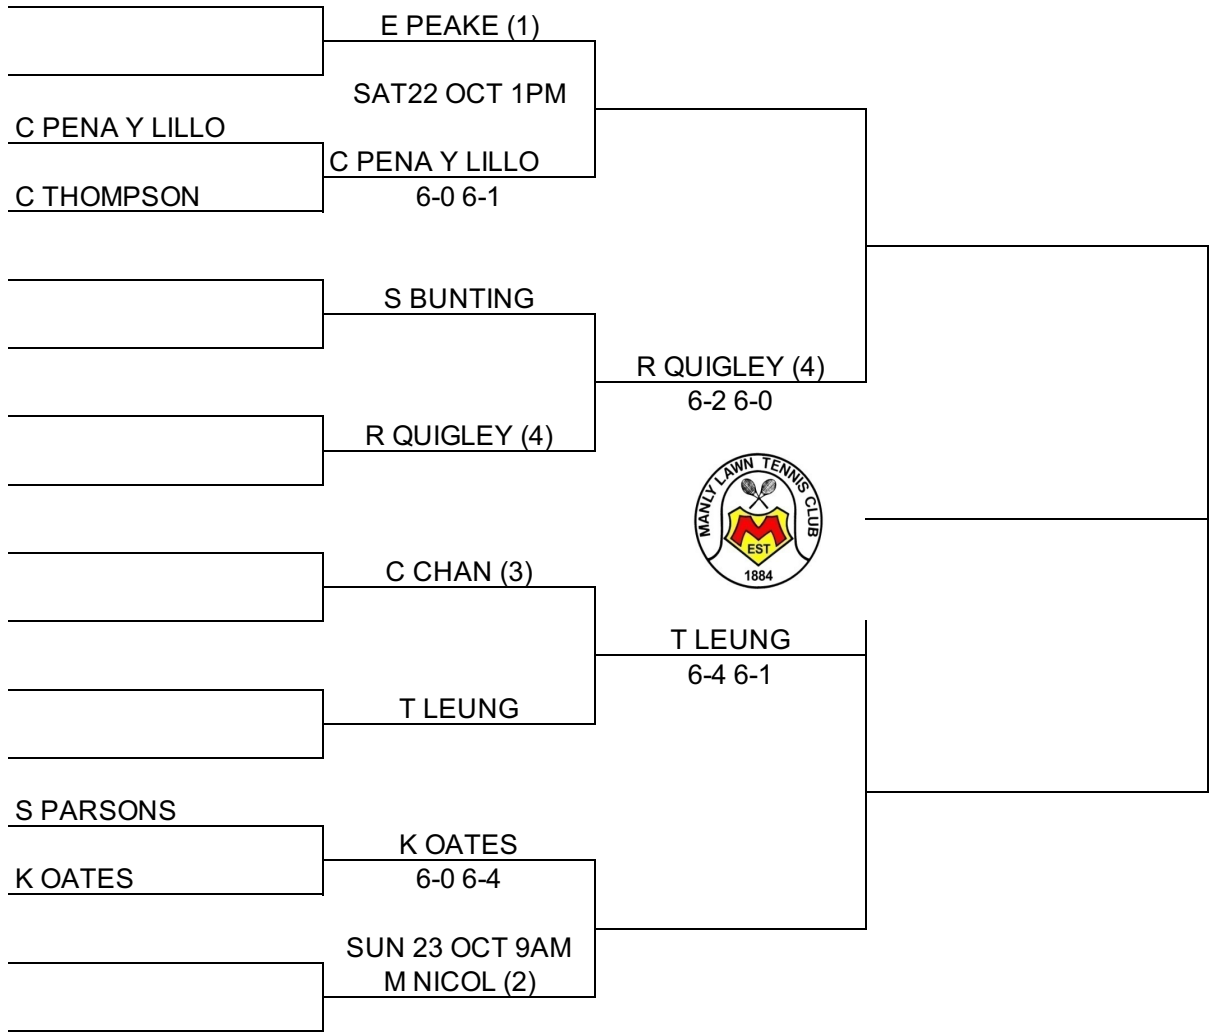 E PEAKE (1)
SAT22 OCT 1PM
C PENA Y LILLO
C PENA Y LILLO
C THOMPSON
6-0 6-1
S BUNTING
R QUIGLEY (4)
6-2 6-0
R QUIGLEY (4)
MANLY LAWN TENNIS CLUB
M
EST
1884
C CHAN (3)
T LEUNG
6-4 6-1
T LEUNG
S PARSONS
K OATES
K OATES
6-0 6-4
SUN 23 OCT 9AM
M NICOL (2)